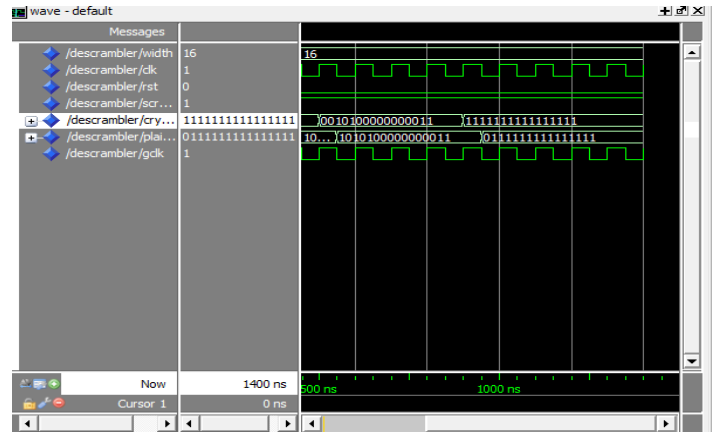 wave - default
Messages
/descrambler/width 16 16
/descrambler/clk 1
/descrambler/rst 0
/descrambler/scr... 1
/descrambler/cry... 1111111111111111 0010100000000011 1111111111111111
/descrambler/plai... 0111111111111111 10... 1010100000000011 0111111111111111
/descrambler/gclk 1
Now 1400 ns 500 ns 1000 ns
Cursor 1 0 ns